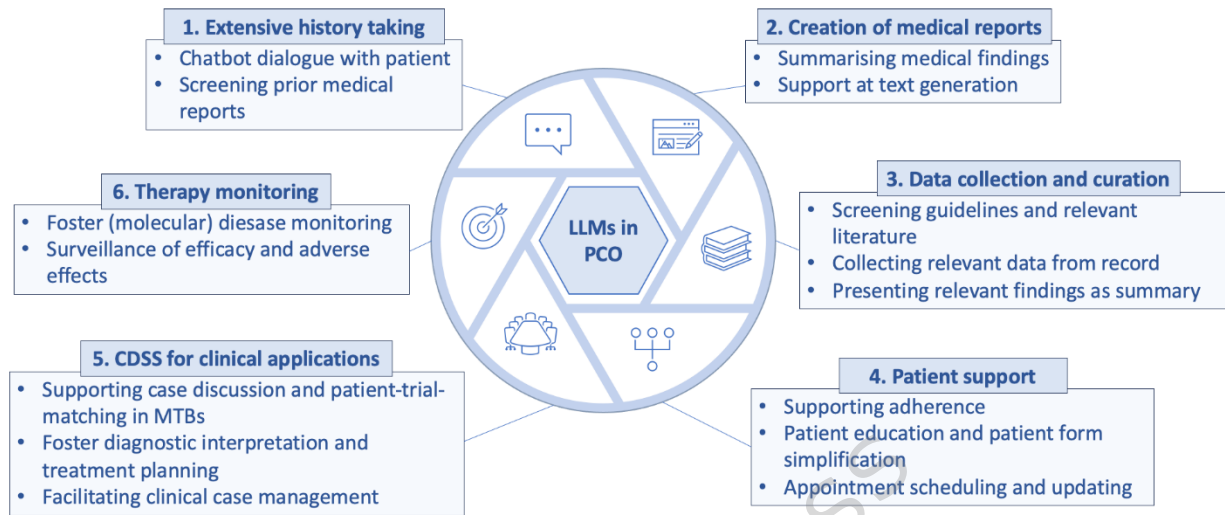 1. Extensive history taking
• Chatbot dialogue with patient
• Screening prior medical
reports
2. Creation of medical reports
• Summarising medical findings
• Support at text generation
3. Data collection and curation
• Screening guidelines and relevant
literature
• Collecting relevant data from record
• Presenting relevant findings as summary
4. Patient support
• Supporting adherence
• Patient education and patient form
simplification
• Appointment scheduling and updating
5. CDSS for clinical applications
• Supporting case discussion and patient-trial-
matching in MTBs
• Foster diagnostic interpretation and
treatment planning
• Facilitating clinical case management
6. Therapy monitoring
• Foster (molecular) diesase monitoring
• Surveillance of efficacy and adverse
effects
LLMs in
PCO